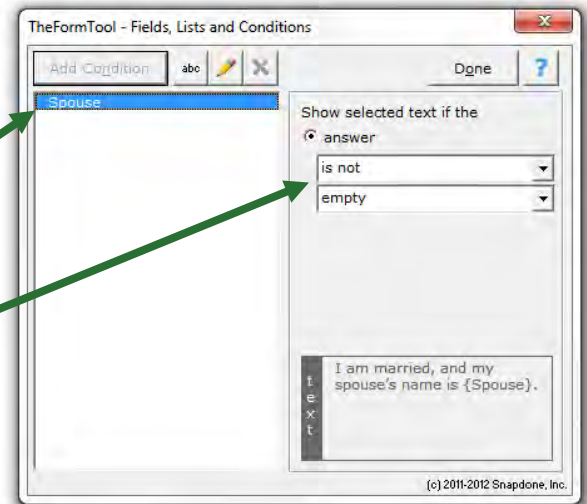 TheFormTool - Fields, Lists and Conditions
x
Add Condition abc Done ?
Spouse
Show selected text if the
answer
is not
empty
text
I am married, and my
spouse's name is {Spouse}.
(c) 2011-2012 Snapdone, Inc.